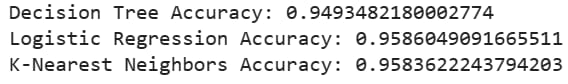 Decision Tree Accuracy: 0.9493482180002774
Logistic Regression Accuracy: 0.9586049091665511
K-Nearest Neighbors Accuracy: 0.9583622243794203